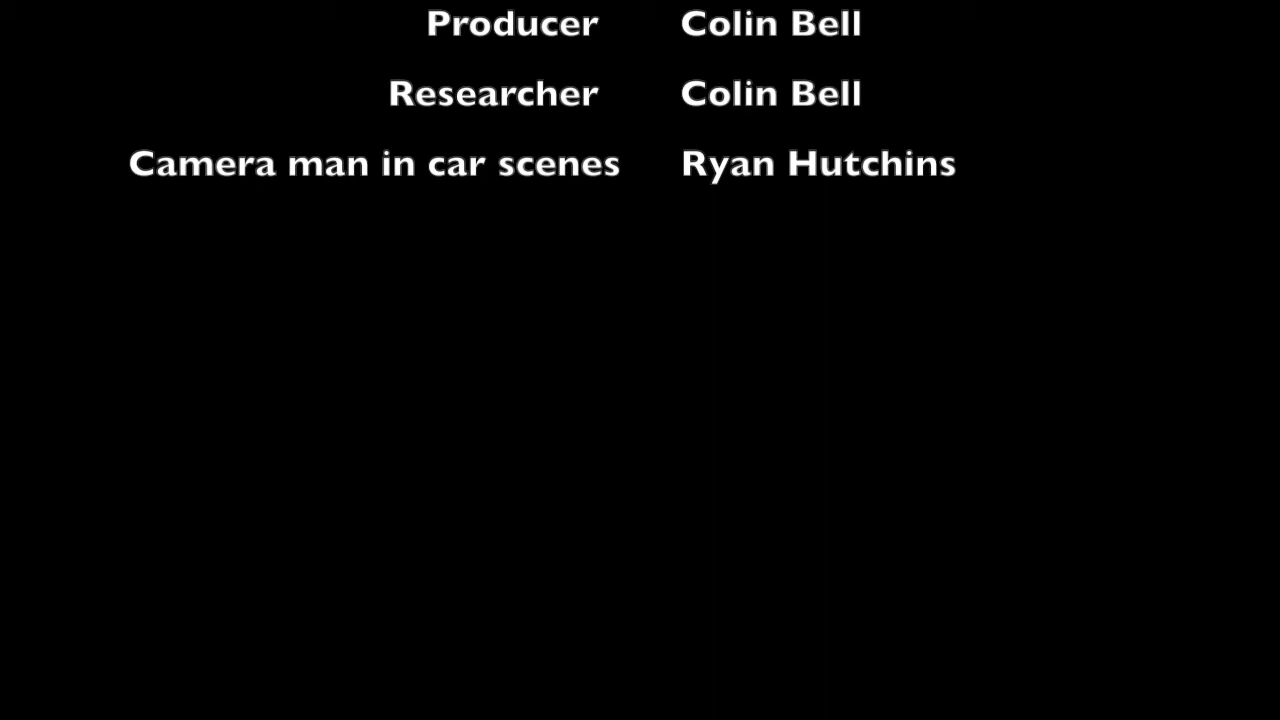 Producer Colin Bell
Researcher Colin Bell
Camera man in car scenes Ryan Hutchins